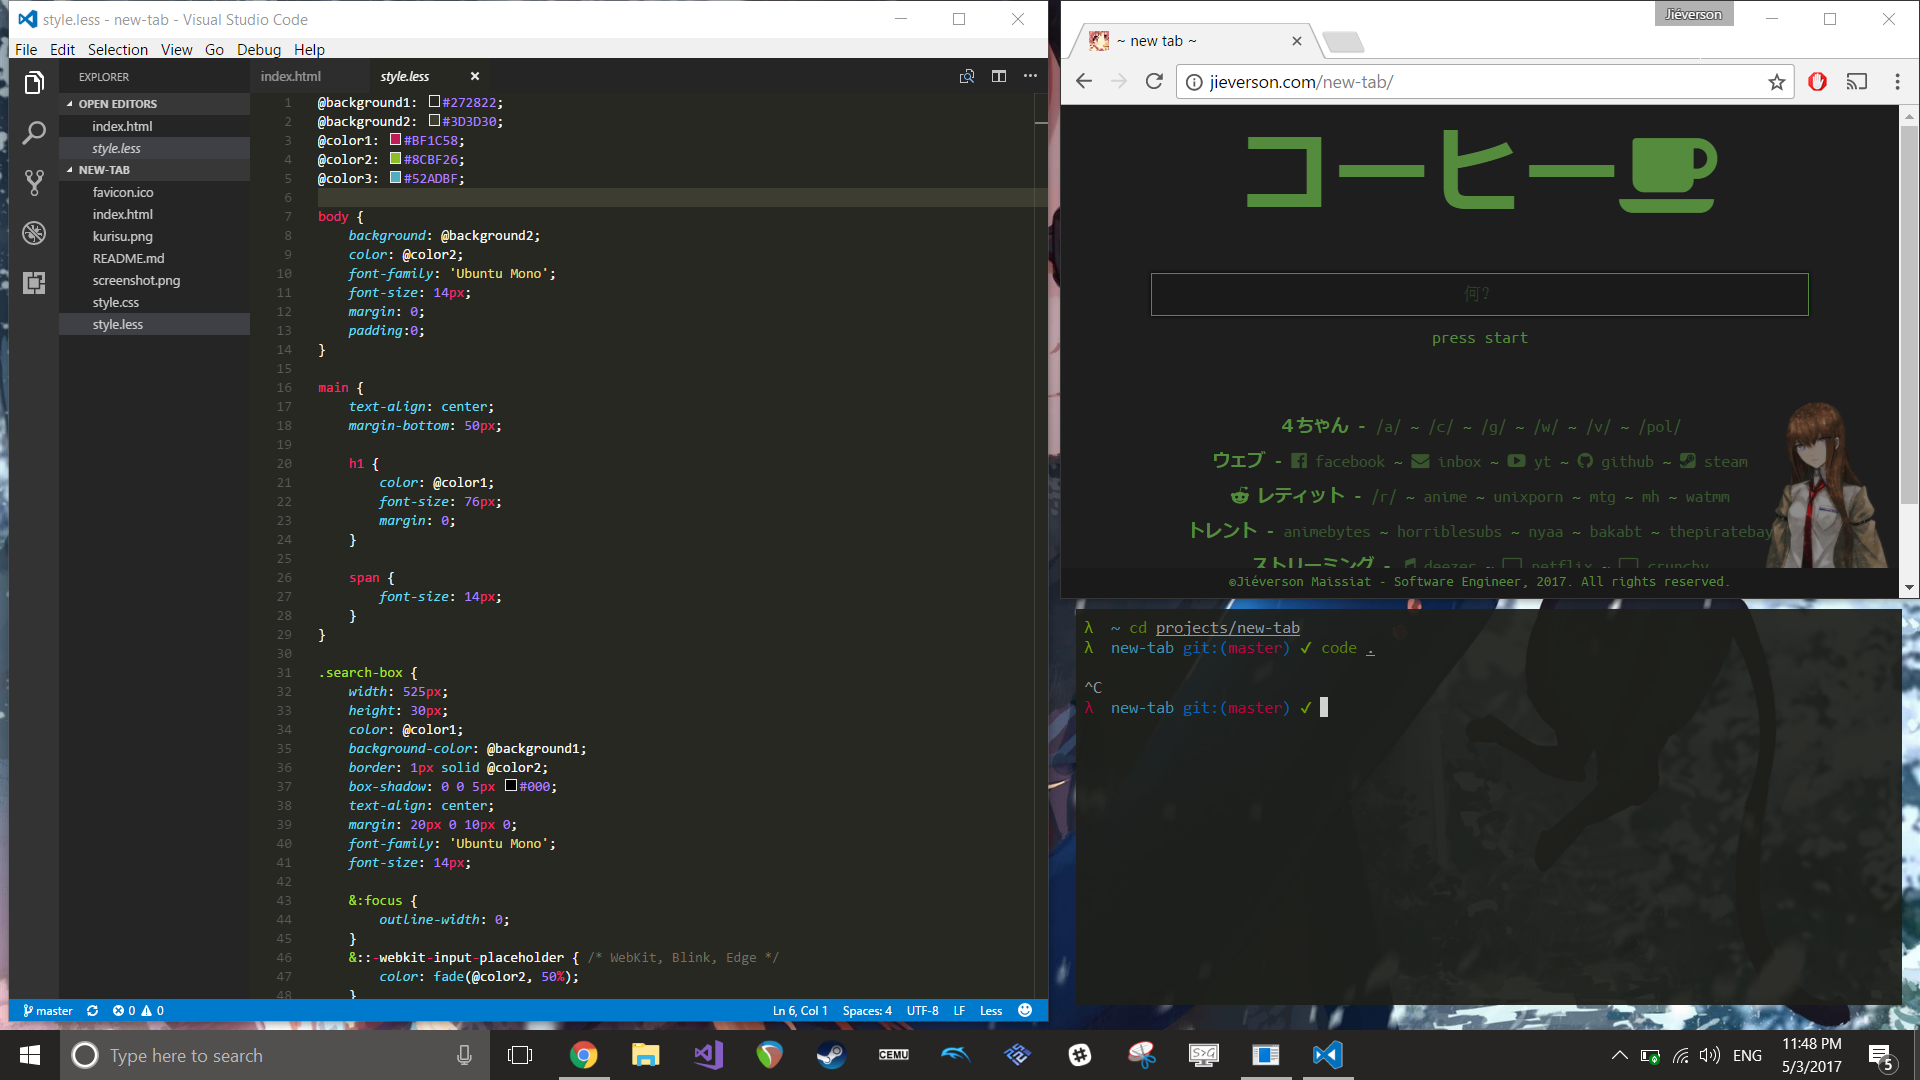 style.less - new-tab - Visual Studio Code
File Edit Selection View Go Debug Help
EXPLORER
OPEN EDITORS
index.html
style.less
NEW-TAB
favicon.ico
index.html
kurisu.png
README.md
screenshot.png
style.css
style.less
index.html style.less
1 @background1: #272822;
2 @background2: #3D3D30;
3 @color1: #BF1C58;
4 @color2: #8CBF26;
5 @color3: #52ADBF;
6
7 body {
8 background: @background2;
9 color: @color2;
10 font-family: 'Ubuntu Mono';
11 font-size: 14px;
12 margin: 0;
13 padding:0;
14 }
15
16 main {
17 text-align: center;
18 margin-bottom: 50px;
19
20 h1 {
21 color: @color1;
22 font-size: 76px;
23 margin: 0;
24 }
25
26 span {
27 font-size: 14px;
28 }
29 }
30
31 .search-box {
32 width: 525px;
33 height: 30px;
34 color: @color1;
35 background-color: @background1;
36 border: 1px solid @color2;
37 box-shadow: 0 0 5px #000;
38 text-align: center;
39 margin: 20px 0 10px 0;
40 font-family: 'Ubuntu Mono';
41 font-size: 14px;
42
43 &:focus {
44 outline-width: 0;
45 }
46 &::-webkit-input-placeholder { /* WebKit, Blink, Edge */
47 color: fade(@color2, 50%);
48 }
master 0 0 Ln 6, Col 1 Spaces: 4 UTF-8 LF Less
Jiéverson
~ new tab ~
jieverson.com/new-tab/
コーヒー
何?
press start
4ちゃん - /a/ ~ /c/ ~ /g/ ~ /w/ ~ /v/ ~ /pol/
ウェブ - facebook ~ inbox ~ yt ~ github ~ steam
レディット - /r/ ~ anime ~ unixporn ~ mtg ~ mh ~ watmm
トレント - animebytes ~ horriblesubs ~ nyaa ~ bakabt ~ thepiratebay
ストリーミング - deezer ~ netflix ~ crunchy
©Jiéverson Maissiat - Software Engineer, 2017. All rights reserved.
λ ~ cd projects/new-tab
λ new-tab git:(master) ✓ code .
^C
λ new-tab git:(master) ✓
Type here to search
CEMU
S>G
ENG
11:48 PM
5/3/2017
5